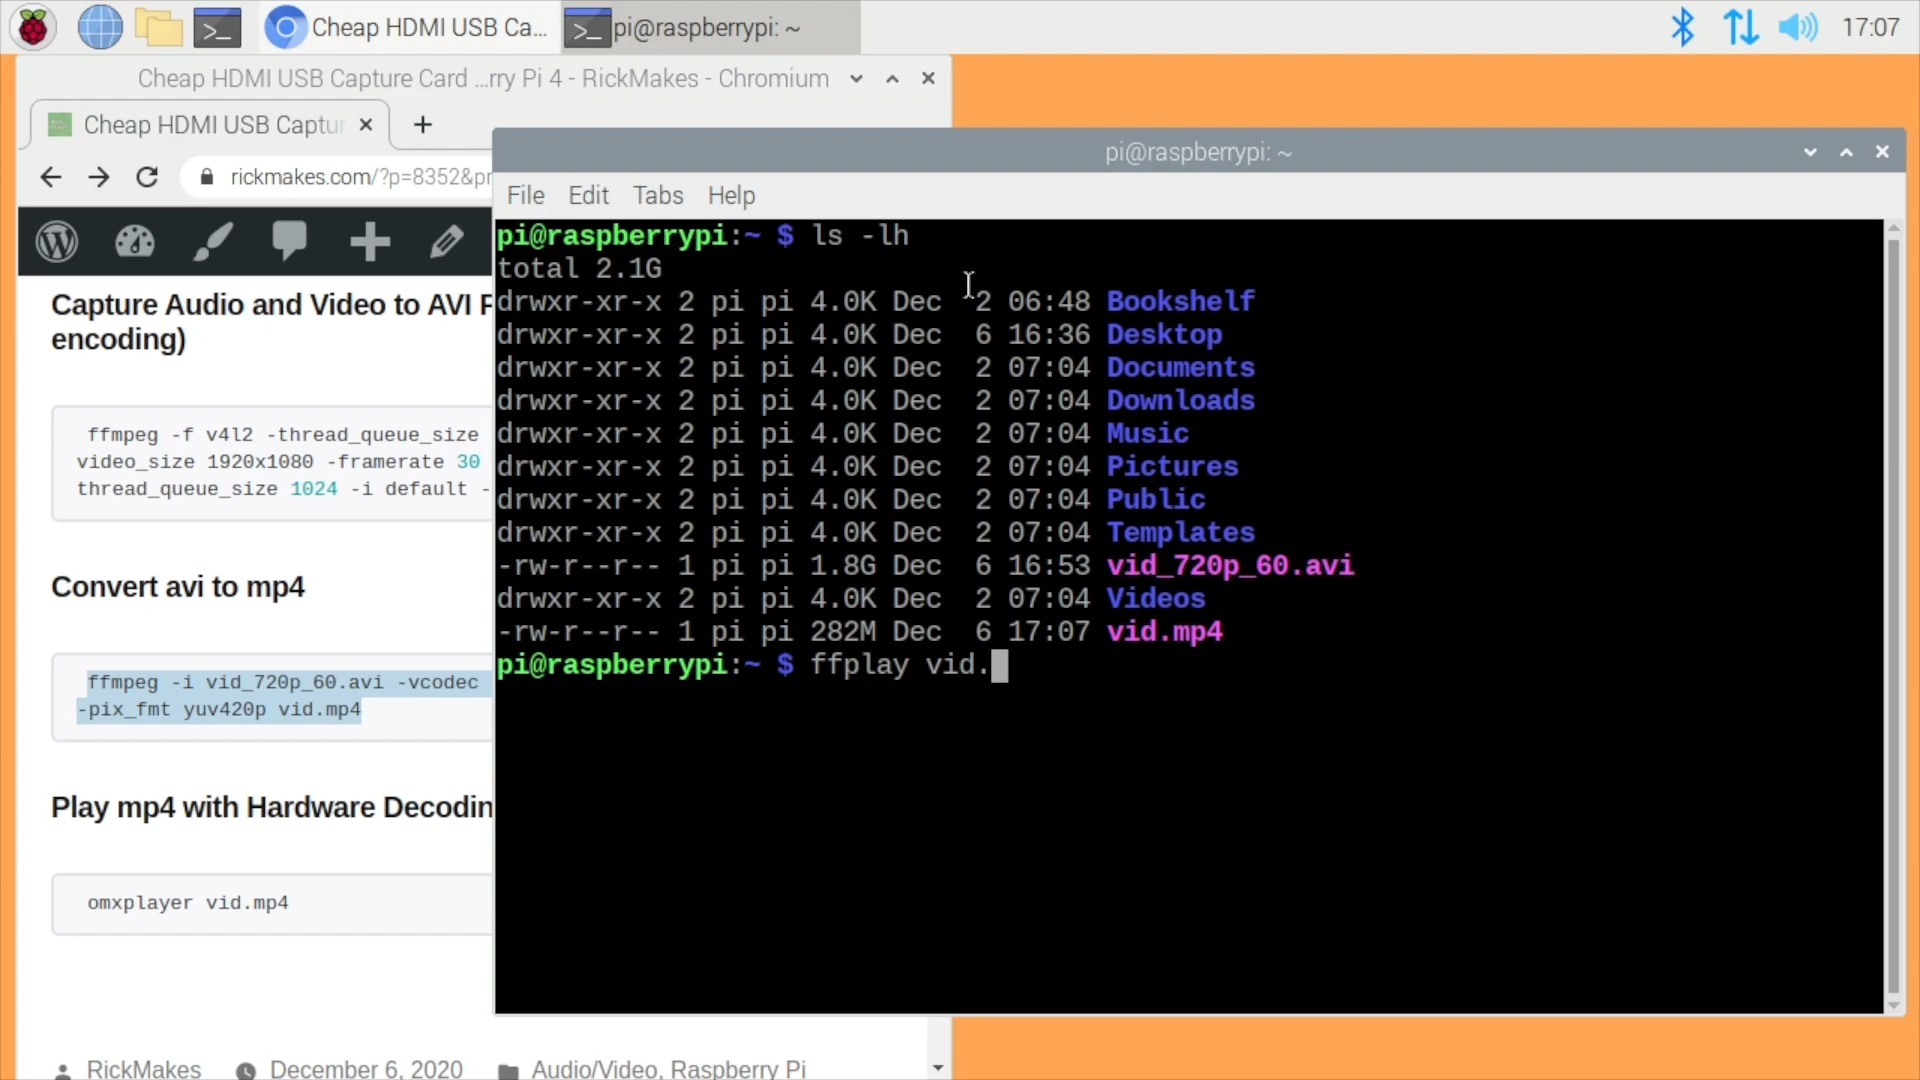 Cheap HDMI USB Ca...
pi@raspberrypi: ~
17:07
Cheap HDMI USB Capture Card ...rry Pi 4 - RickMakes - Chromium
Cheap HDMI USB Captur
rickmakes.com/?p=8352&pr
Capture Audio and Video to AVI F
encoding)
ffmpeg -f v4l2 -thread_queue_size
video_size 1920x1080 -framerate 30
thread_queue_size 1024 -i default -
Convert avi to mp4
ffmpeg -i vid_720p_60.avi -vcodec
-pix_fmt yuv420p vid.mp4
Play mp4 with Hardware Decodin
omxplayer vid.mp4
RickMakes December 6, 2020 Audio/Video, Raspberry Pi
pi@raspberrypi: ~
File Edit Tabs Help
pi@raspberrypi:~ $ ls -lh
total 2.1G
drwxr-xr-x 2 pi pi 4.0K Dec  2 06:48 Bookshelf
drwxr-xr-x 2 pi pi 4.0K Dec  6 16:36 Desktop
drwxr-xr-x 2 pi pi 4.0K Dec  2 07:04 Documents
drwxr-xr-x 2 pi pi 4.0K Dec  2 07:04 Downloads
drwxr-xr-x 2 pi pi 4.0K Dec  2 07:04 Music
drwxr-xr-x 2 pi pi 4.0K Dec  2 07:04 Pictures
drwxr-xr-x 2 pi pi 4.0K Dec  2 07:04 Public
drwxr-xr-x 2 pi pi 4.0K Dec  2 07:04 Templates
-rw-r--r-- 1 pi pi 1.8G Dec  6 16:53 vid_720p_60.avi
drwxr-xr-x 2 pi pi 4.0K Dec  2 07:04 Videos
-rw-r--r-- 1 pi pi 282M Dec  6 17:07 vid.mp4
pi@raspberrypi:~ $ ffplay vid.